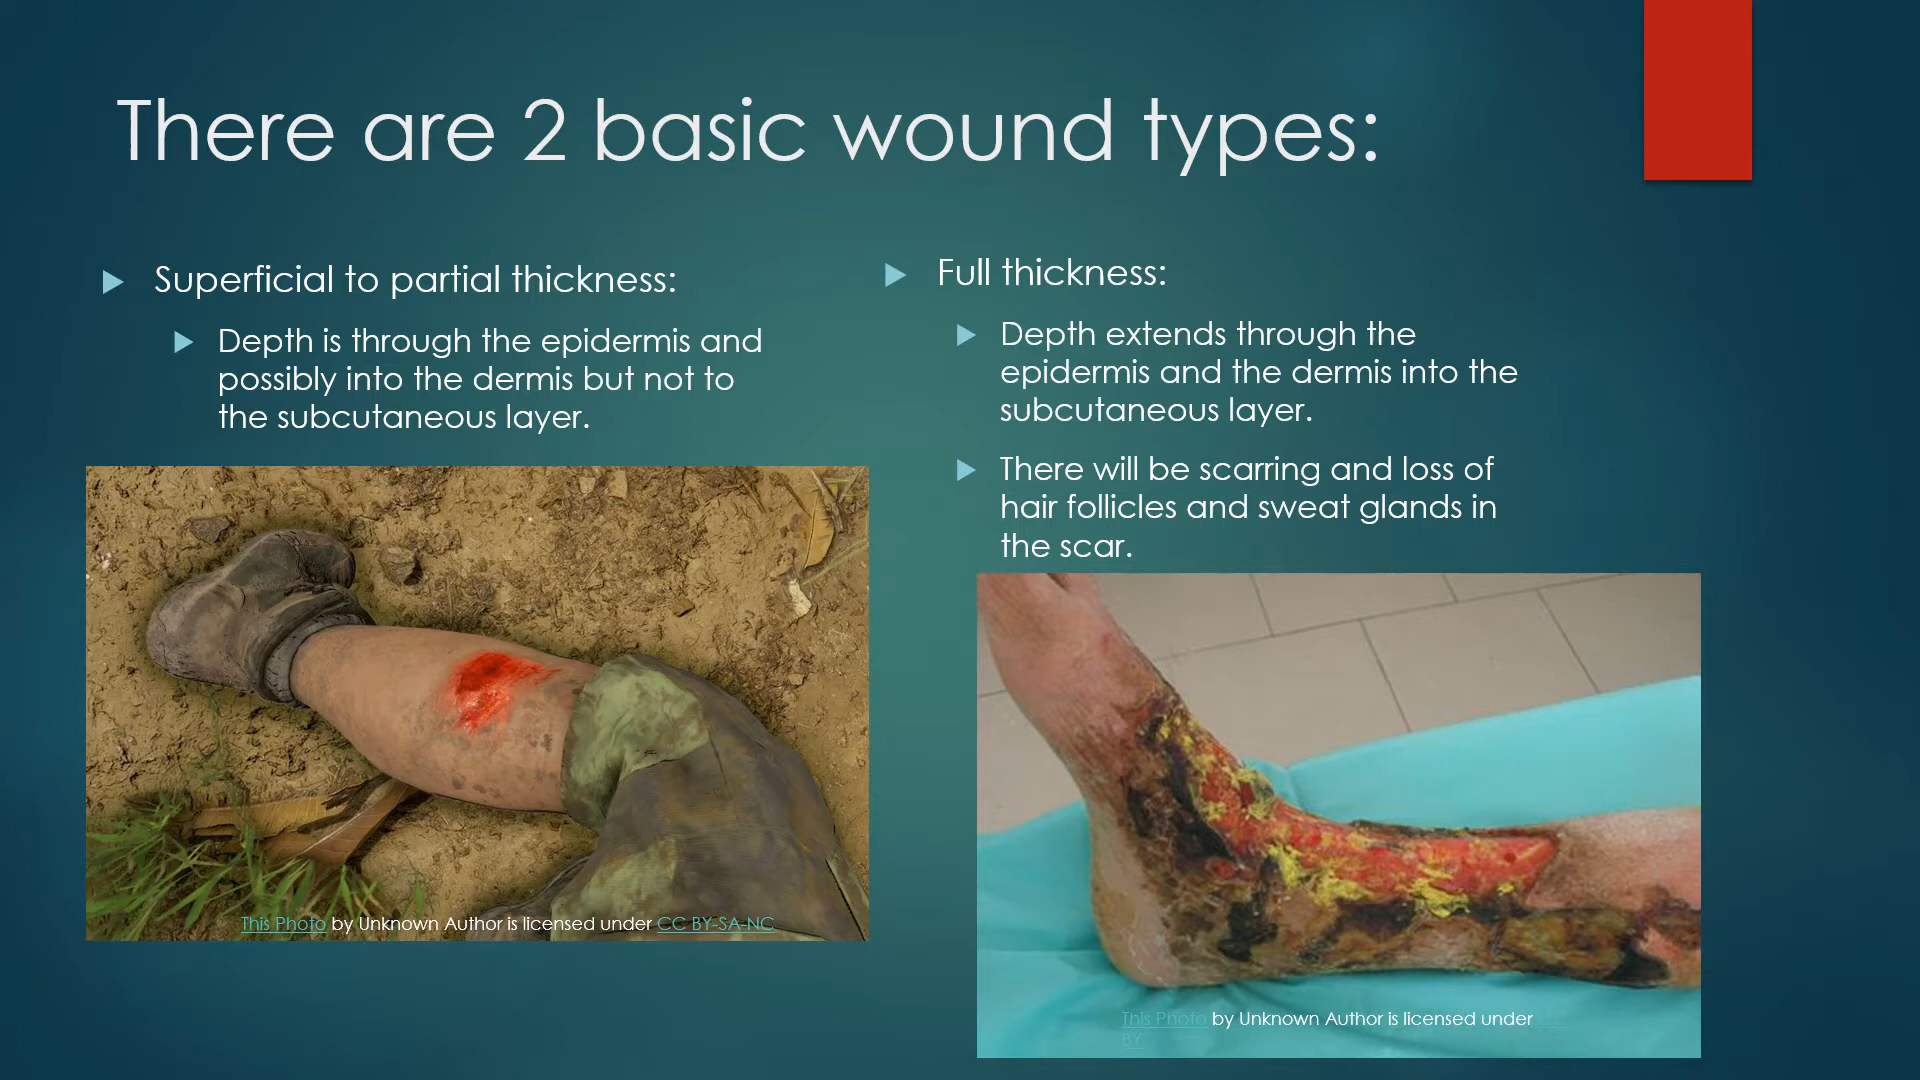 There are 2 basic wound types:
Superficial to partial thickness:
Depth is through the epidermis and
possibly into the dermis but not to
the subcutaneous layer.
This Photo by Unknown Author is licensed under CC BY-SA-NC
Full thickness:
Depth extends through the
epidermis and the dermis into the
subcutaneous layer.
There will be scarring and loss of
hair follicles and sweat glands in
the scar.
This Photo by Unknown Author is licensed under
BY